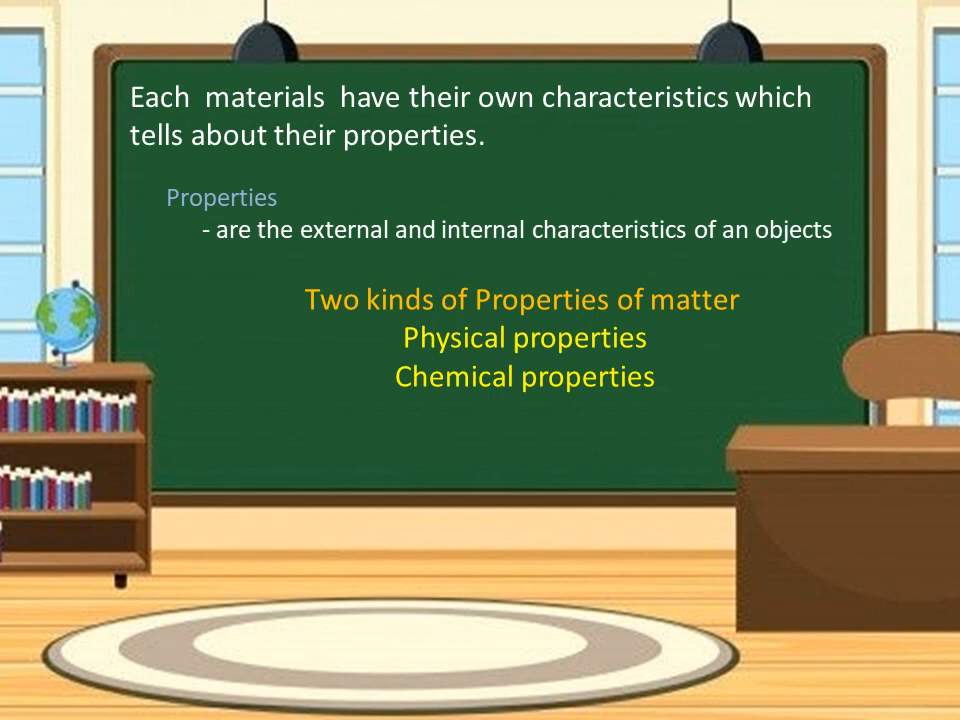 Each materials have their own characteristics which
tells about their properties.
Properties
- are the external and internal characteristics of an objects
Two kinds of Properties of matter
Physical properties
Chemical properties